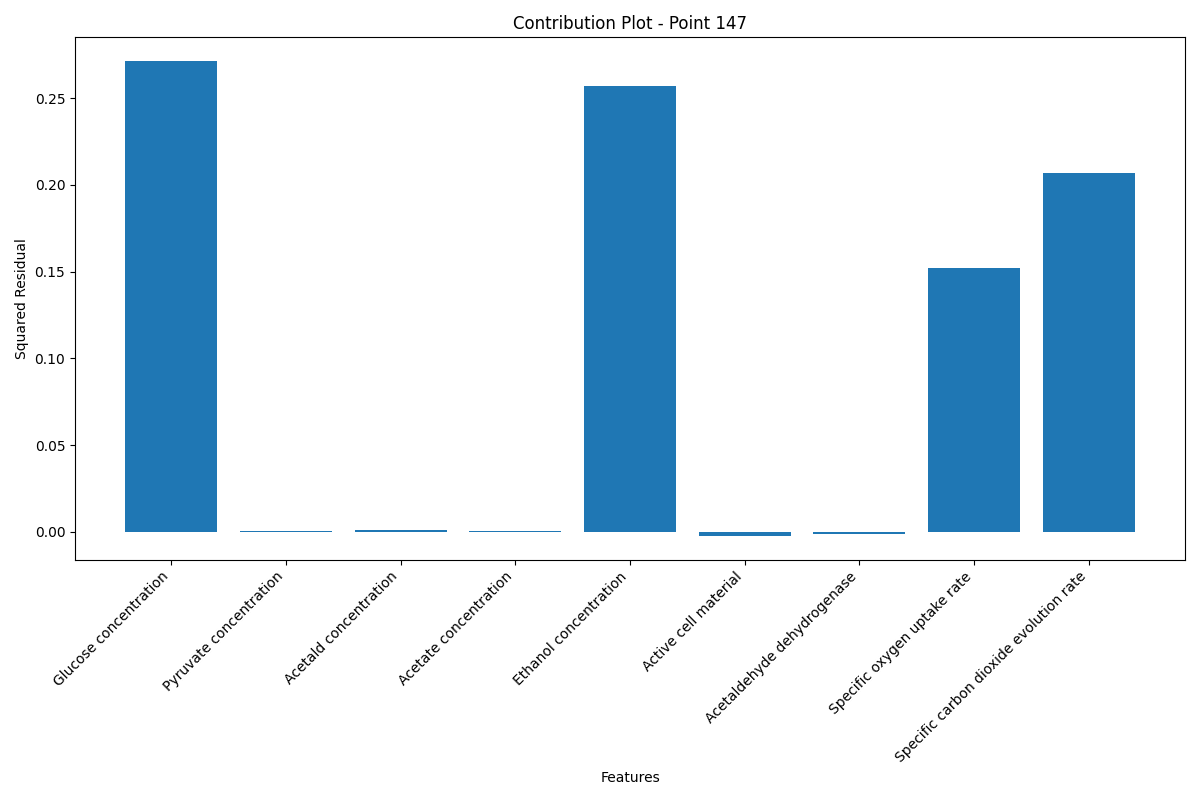 Contribution Plot - Point 147
Squared Residual
0.25
0.20
0.15
0.10
0.05
0.00
Glucose concentration
Pyruvate concentration
Acetald concentration
Acetate concentration
Ethanol concentration
Active cell material
Acetaldehyde dehydrogenase
Specific oxygen uptake rate
Specific carbon dioxide evolution rate
Features